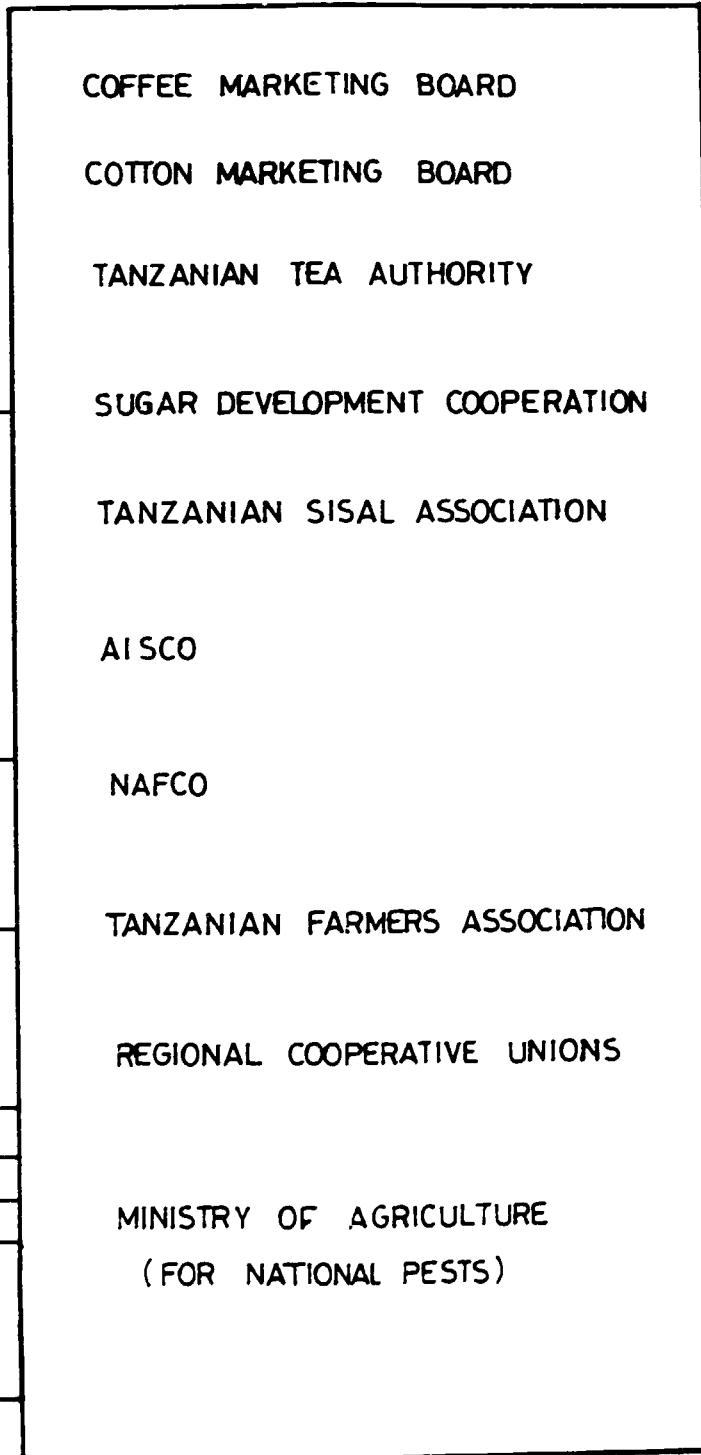 COFFEE MARKETING BOARD
COTTON MARKETING BOARD
TANZANIAN TEA AUTHORITY
SUGAR DEVELOPMENT COOPERATION
TANZANIAN SISAL ASSOCIATION
AISCO
NAFCO
TANZANIAN FARMERS ASSOCIATION
REGIONAL COOPERATIVE UNIONS
MINISTRY OF AGRICULTURE
(FOR NATIONAL PESTS)